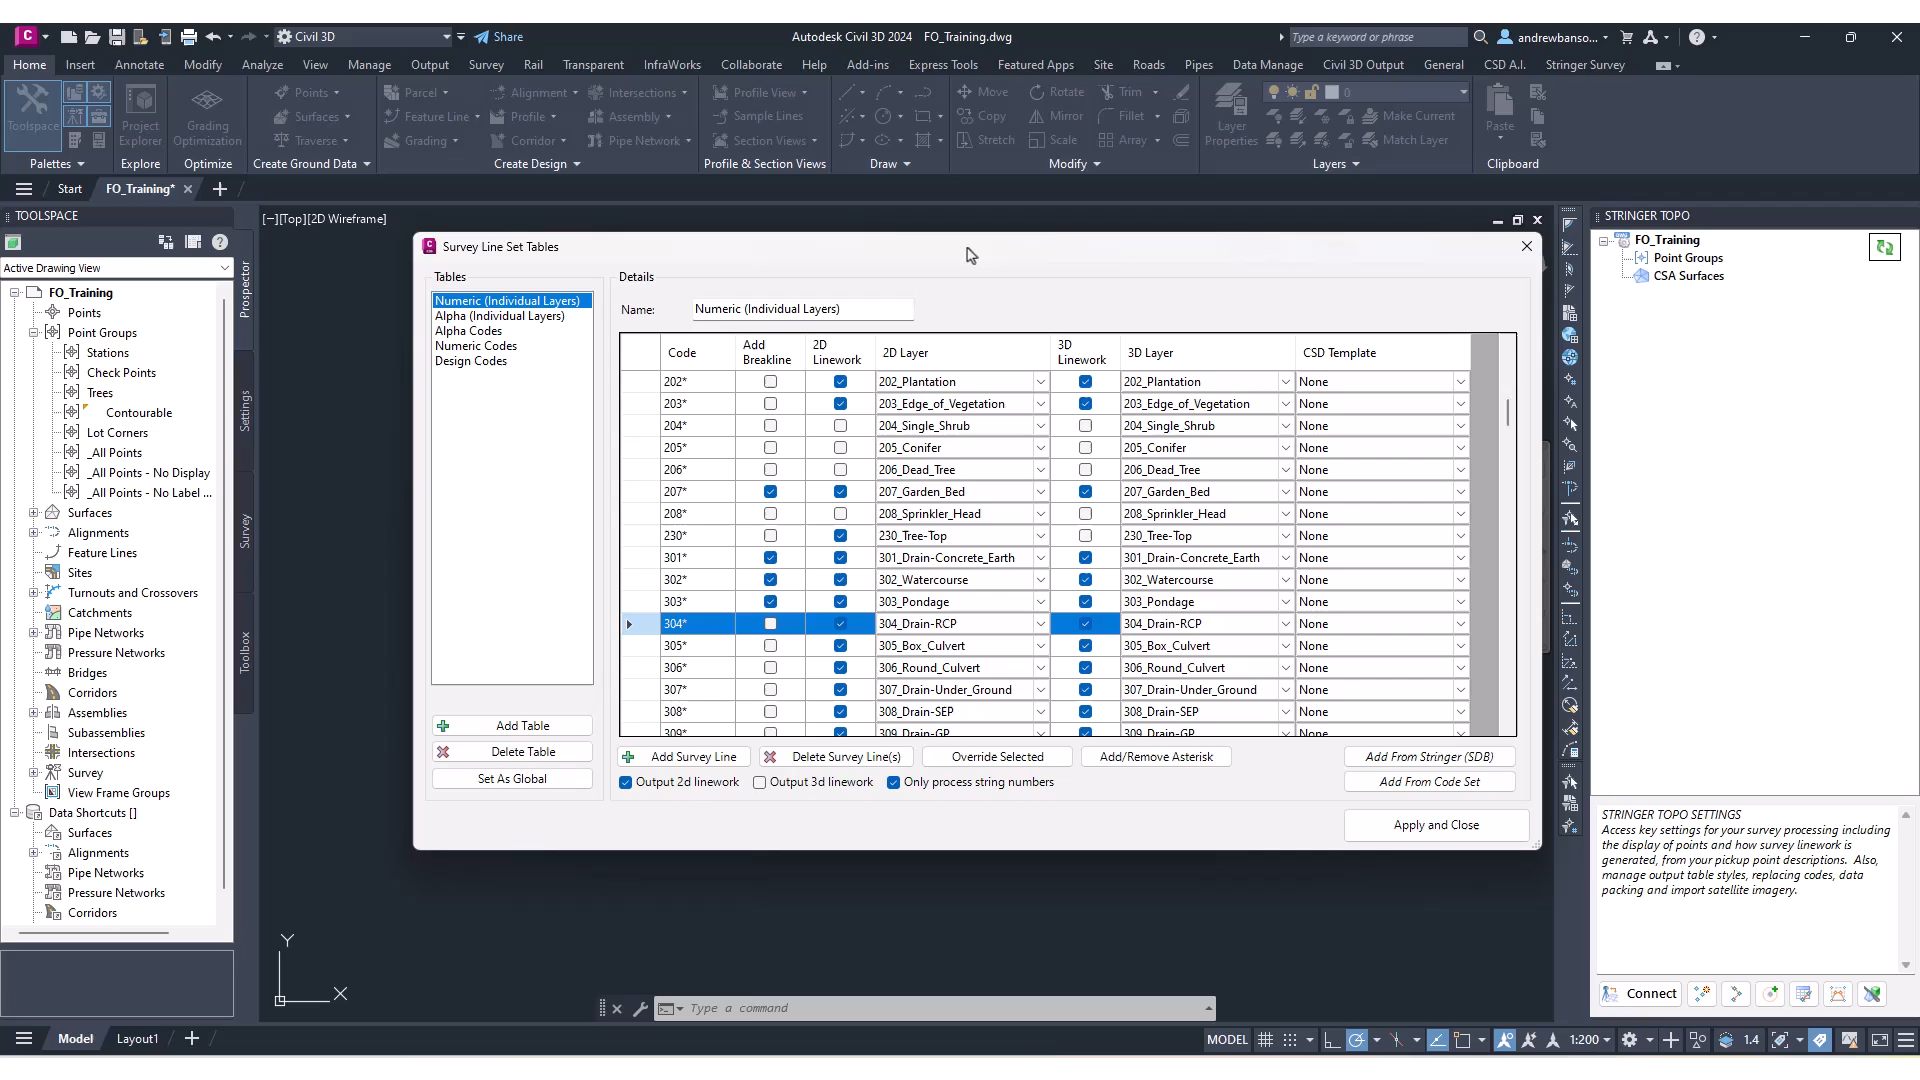 Civil 3D
Share
Autodesk Civil 3D 2024 FO_Training.dwg
Type a keyword or phrase
andrewbanso...
Home Insert Annotate Modify Analyze View Manage Output Survey Rail Transparent InfraWorks Collaborate Help Add-ins Express Tools Featured Apps Site Roads Pipes Data Manage Civil 3D Output General CSD A.I. Stringer Survey
Points Parcel Alignment Intersections Profile View Move Rotate Trim 0
Surfaces Feature Line Profile Assembly Sample Lines Copy Mirror Fillet Make Current
Toolspace Project Explorer Grading Optimization Layer Properties Paste
Traverse Grading Corridor Pipe Network Section Views Stretch Scale Array Match Layer
Palettes Explore Optimize Create Ground Data Create Design Profile & Section Views Draw Modify Layers Clipboard
Start FO_Training*
TOOLSPACE
Active Drawing View
FO_Training
Points
Point Groups
Stations
Check Points
Trees
Contourable
Lot Corners
_All Points
_All Points - No Display
_All Points - No Label ...
Surfaces
Alignments
Feature Lines
Sites
Turnouts and Crossovers
Catchments
Pipe Networks
Pressure Networks
Bridges
Corridors
Assemblies
Subassemblies
Intersections
Survey
View Frame Groups
Data Shortcuts []
Surfaces
Alignments
Pipe Networks
Pressure Networks
Corridors
Prospector
Settings
Survey
Toolbox
[−][Top][2D Wireframe]
Survey Line Set Tables
Tables
Numeric (Individual Layers)
Alpha (Individual Layers)
Alpha Codes
Numeric Codes
Design Codes
Add Table
Delete Table
Set As Global
Details
Name: Numeric (Individual Layers)
Code Add Breakline 2D Linework 2D Layer 3D Linework 3D Layer CSD Template
202* 202_Plantation 202_Plantation None
203* 203_Edge_of_Vegetation 203_Edge_of_Vegetation None
204* 204_Single_Shrub 204_Single_Shrub None
205* 205_Conifer 205_Conifer None
206* 206_Dead_Tree 206_Dead_Tree None
207* 207_Garden_Bed 207_Garden_Bed None
208* 208_Sprinkler_Head 208_Sprinkler_Head None
230* 230_Tree-Top 230_Tree-Top None
301* 301_Drain-Concrete_Earth 301_Drain-Concrete_Earth None
302* 302_Watercourse 302_Watercourse None
303* 303_Pondage 303_Pondage None
304* 304_Drain-RCP 304_Drain-RCP None
305* 305_Box_Culvert 305_Box_Culvert None
306* 306_Round_Culvert 306_Round_Culvert None
307* 307_Drain-Under_Ground 307_Drain-Under_Ground None
308* 308_Drain-SEP 308_Drain-SEP None
309* 309_Drain-GP 309_Drain-GP None
Add Survey Line Delete Survey Line(s) Override Selected Add/Remove Asterisk Add From Stringer (SDB)
Output 2d linework Output 3d linework Only process string numbers Add From Code Set
Apply and Close
STRINGER TOPO
FO_Training
Point Groups
CSA Surfaces
STRINGER TOPO SETTINGS
Access key settings for your survey processing including
the display of points and how survey linework is
generated, from your pickup point descriptions. Also,
manage output table styles, replacing codes, data
packing and import satellite imagery.
Connect
Y
X
Type a command
Model Layout1
MODEL 1:200 1.4